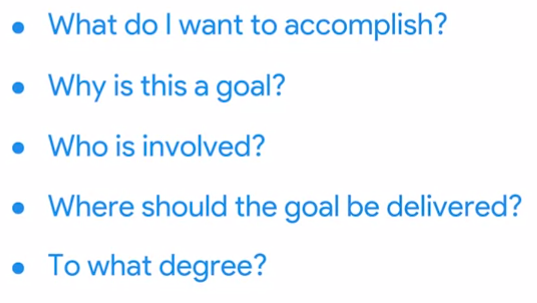 • What do I want to accomplish?
• Why is this a goal?
• Who is involved?
• Where should the goal be delivered?
• To what degree?